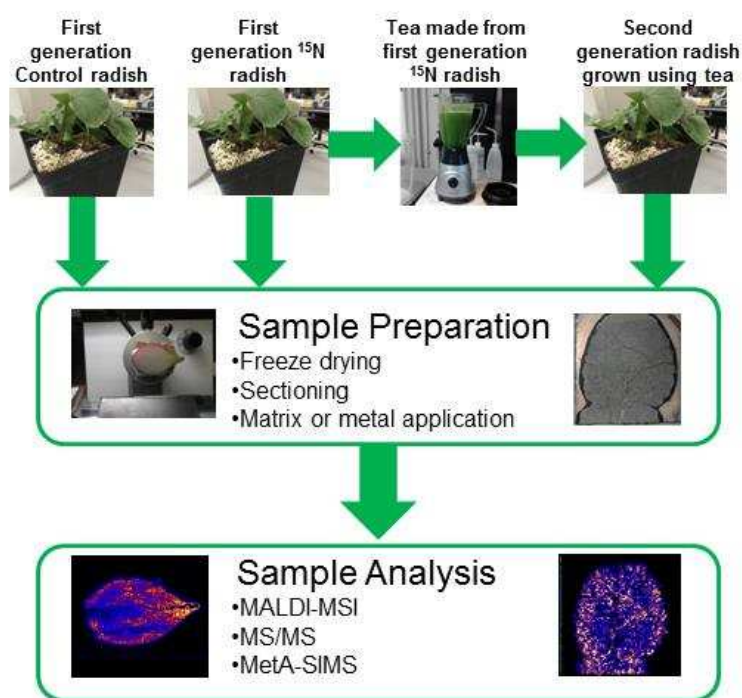 First
generation
Control radish
First
generation ¹⁵N
radish
Tea made from
first generation
¹⁵N radish
Second
generation radish
grown using tea
Sample Preparation
•Freeze drying
•Sectioning
•Matrix or metal application
Sample Analysis
•MALDI-MSI
•MS/MS
•MetA-SIMS